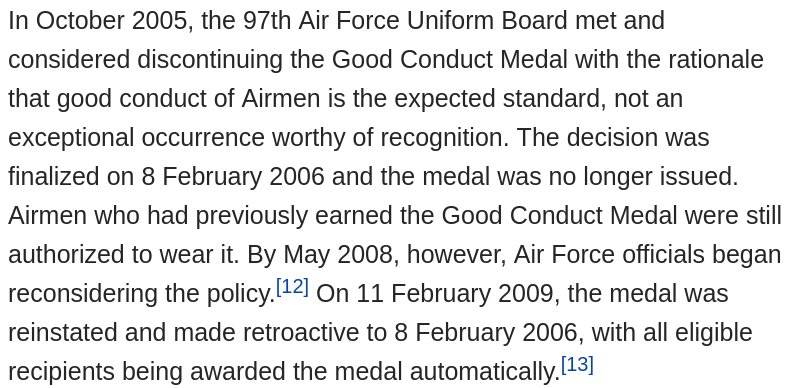 In October 2005, the 97th Air Force Uniform Board met and
considered discontinuing the Good Conduct Medal with the rationale
that good conduct of Airmen is the expected standard, not an
exceptional occurrence worthy of recognition. The decision was
finalized on 8 February 2006 and the medal was no longer issued.
Airmen who had previously earned the Good Conduct Medal were still
authorized to wear it. By May 2008, however, Air Force officials began
reconsidering the policy.[12] On 11 February 2009, the medal was
reinstated and made retroactive to 8 February 2006, with all eligible
recipients being awarded the medal automatically.[13]